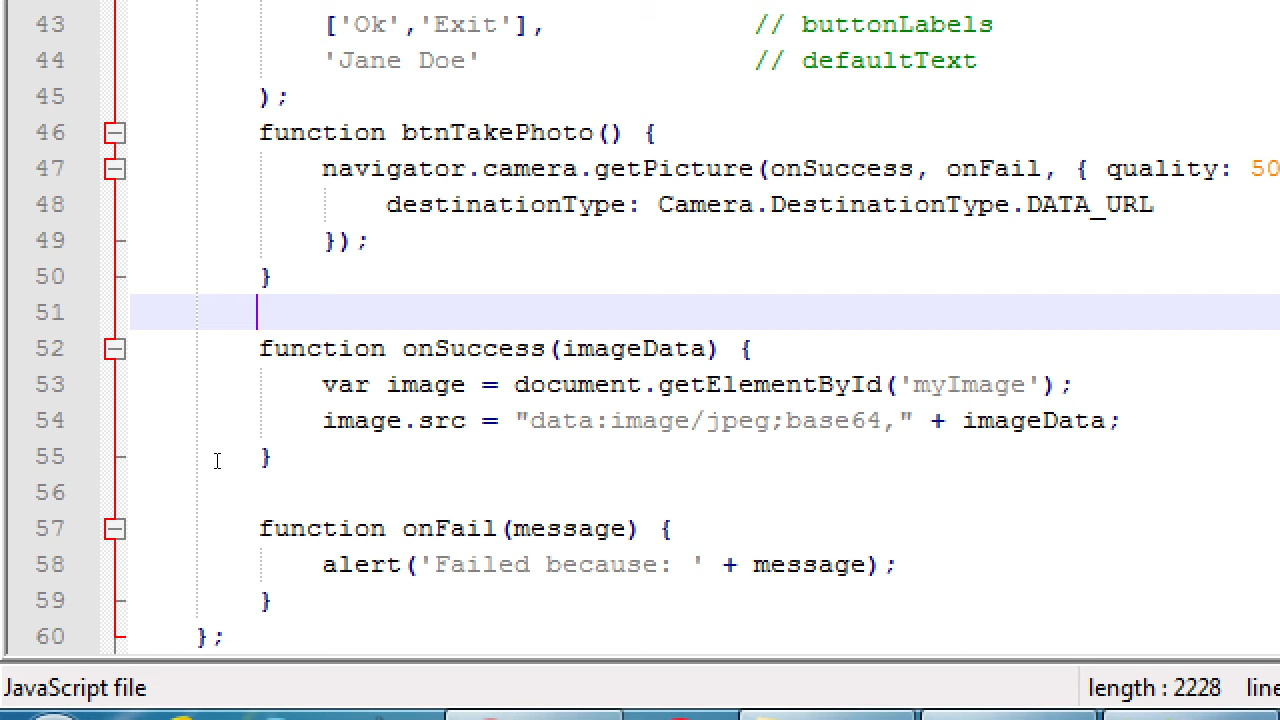 43 ['Ok','Exit'], // buttonLabels
44 'Jane Doe' // defaultText
45 );
46 function btnTakePhoto() {
47 navigator.camera.getPicture(onSuccess, onFail, { quality: 50
48 destinationType: Camera.DestinationType.DATA_URL
49 });
50 }
51
52 function onSuccess(imageData) {
53 var image = document.getElementById('myImage');
54 image.src = "data:image/jpeg;base64," + imageData;
55 }
56
57 function onFail(message) {
58 alert('Failed because: ' + message);
59 }
60 };
JavaScript file length : 2228 line